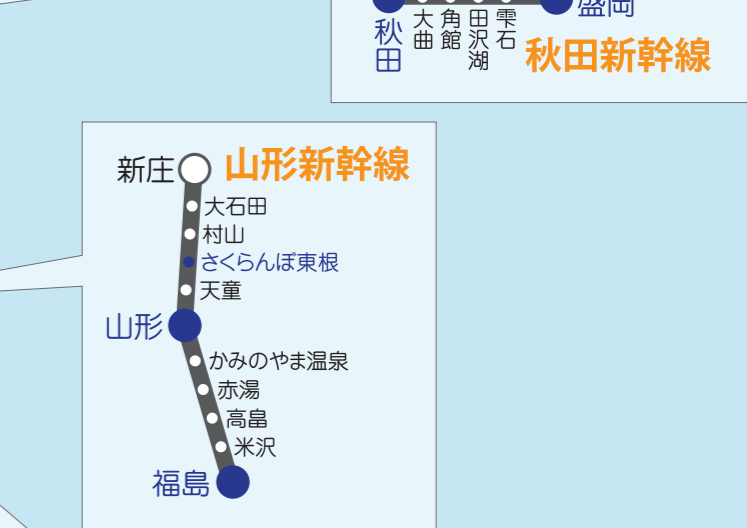 盛岡
秋田
大曲
角館
田沢湖
雫石
秋田新幹線
山形新幹線
新庄
大石田
村山
さくらんぼ東根
天童
山形
かみのやま温泉
赤湯
高畠
米沢
福島